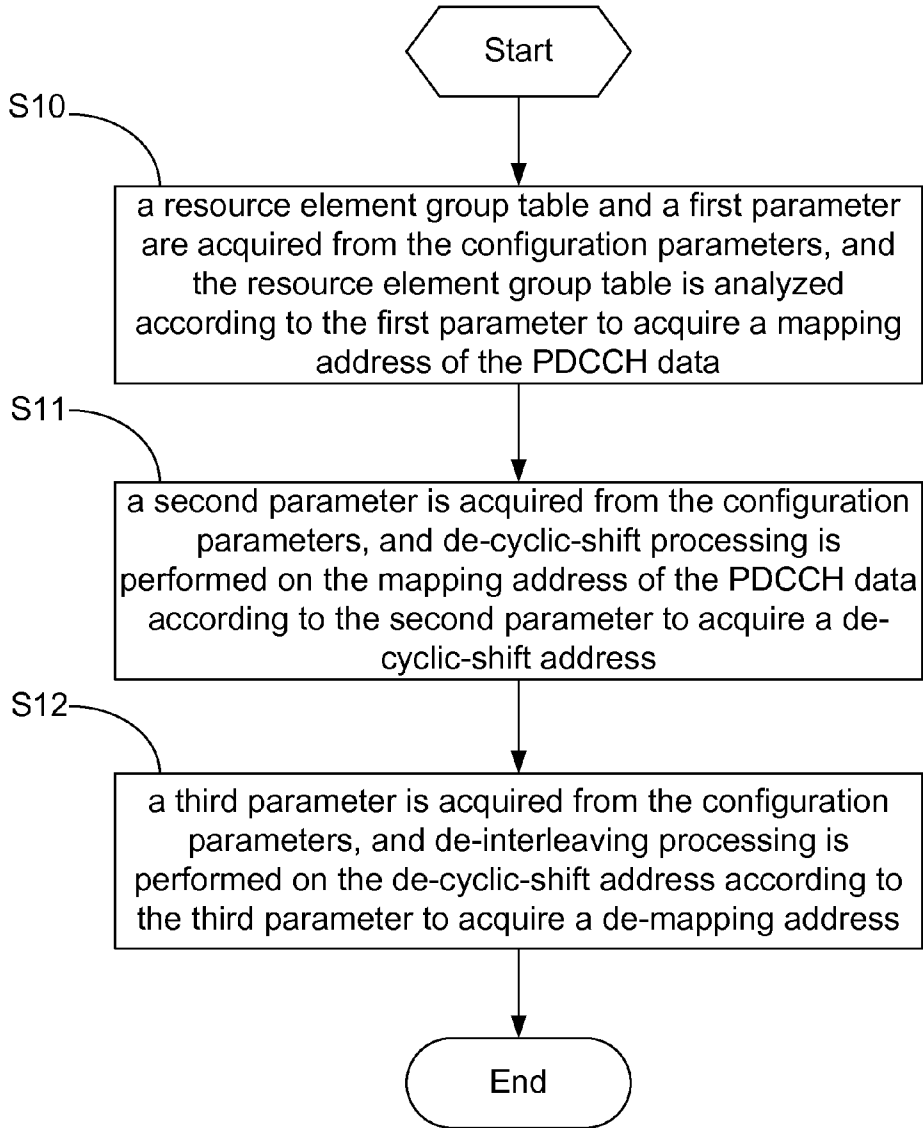 Start
S10
a resource element group table and a first parameter
are acquired from the configuration parameters, and
the resource element group table is analyzed
according to the first parameter to acquire a mapping
address of the PDCCH data
S11
a second parameter is acquired from the configuration
parameters, and de-cyclic-shift processing is
performed on the mapping address of the PDCCH data
according to the second parameter to acquire a de-
cyclic-shift address
S12
a third parameter is acquired from the configuration
parameters, and de-interleaving processing is
performed on the de-cyclic-shift address according to
the third parameter to acquire a de-mapping address
End